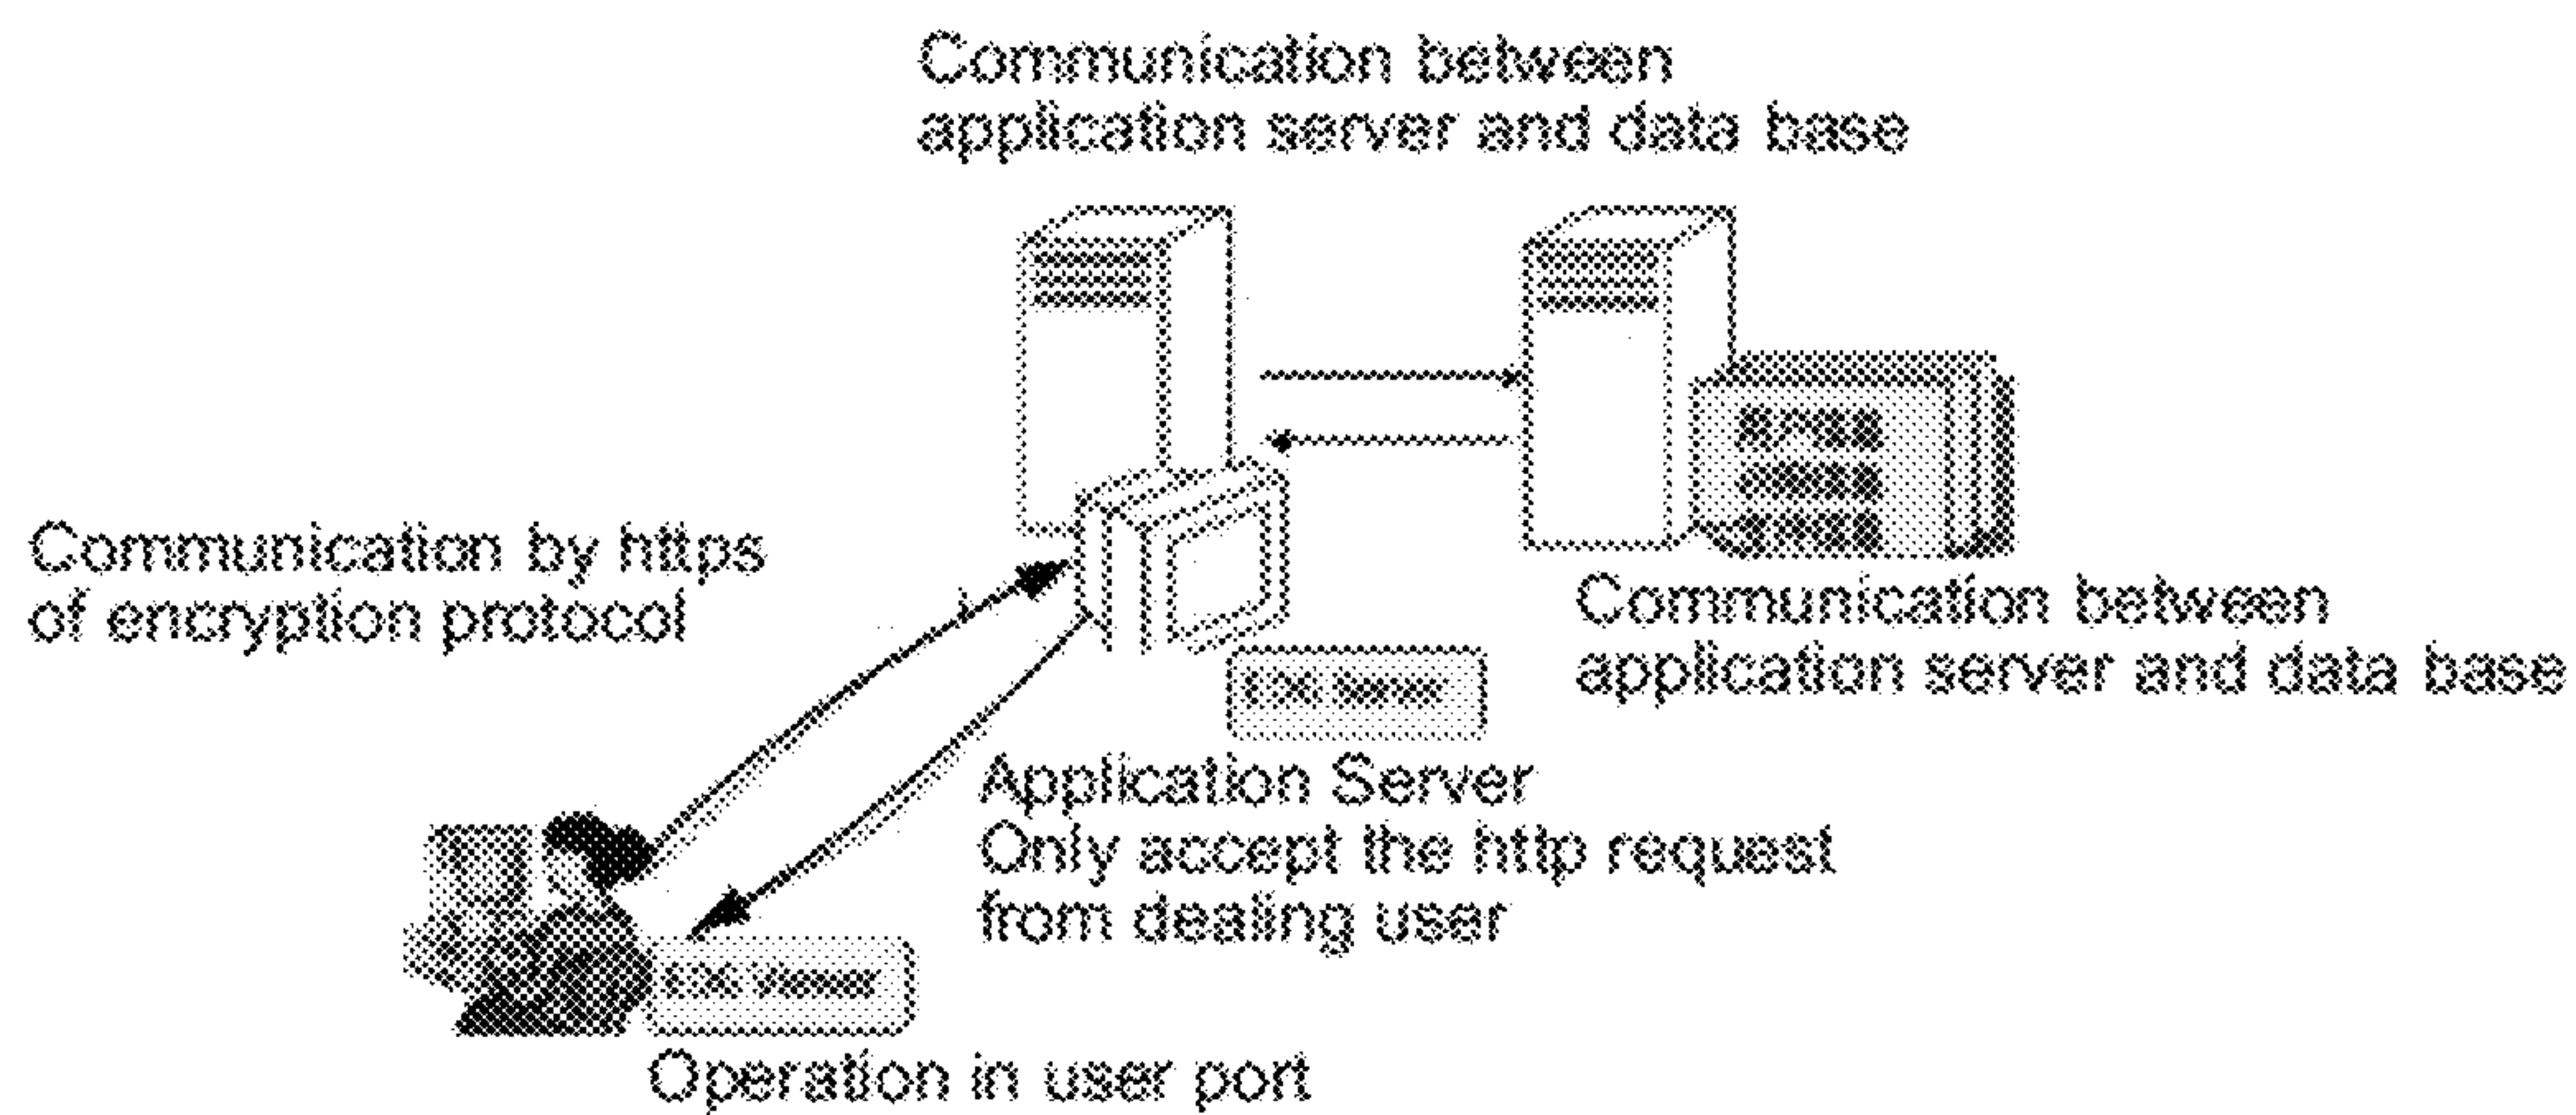 Communication between
application server and data base
Communication by https
of encryption protocol
Communication between
application server and data base
Server
Application Server
Only accept the http request
from dealing user
Operation in user port